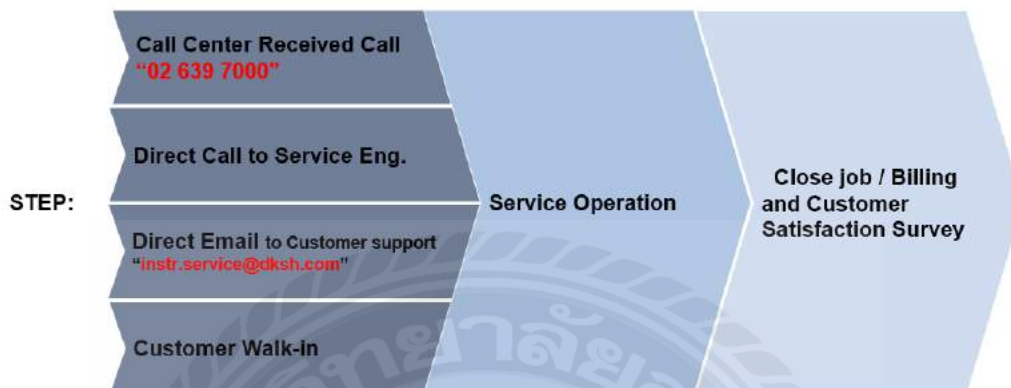 STEP:
Call Center Received Call
“02 639 7000”
Direct Call to Service Eng.
Direct Email to Customer support
“instr.service@dksh.com”
Customer Walk-in
Service Operation
Close job / Billing
and Customer
Satisfaction Survey